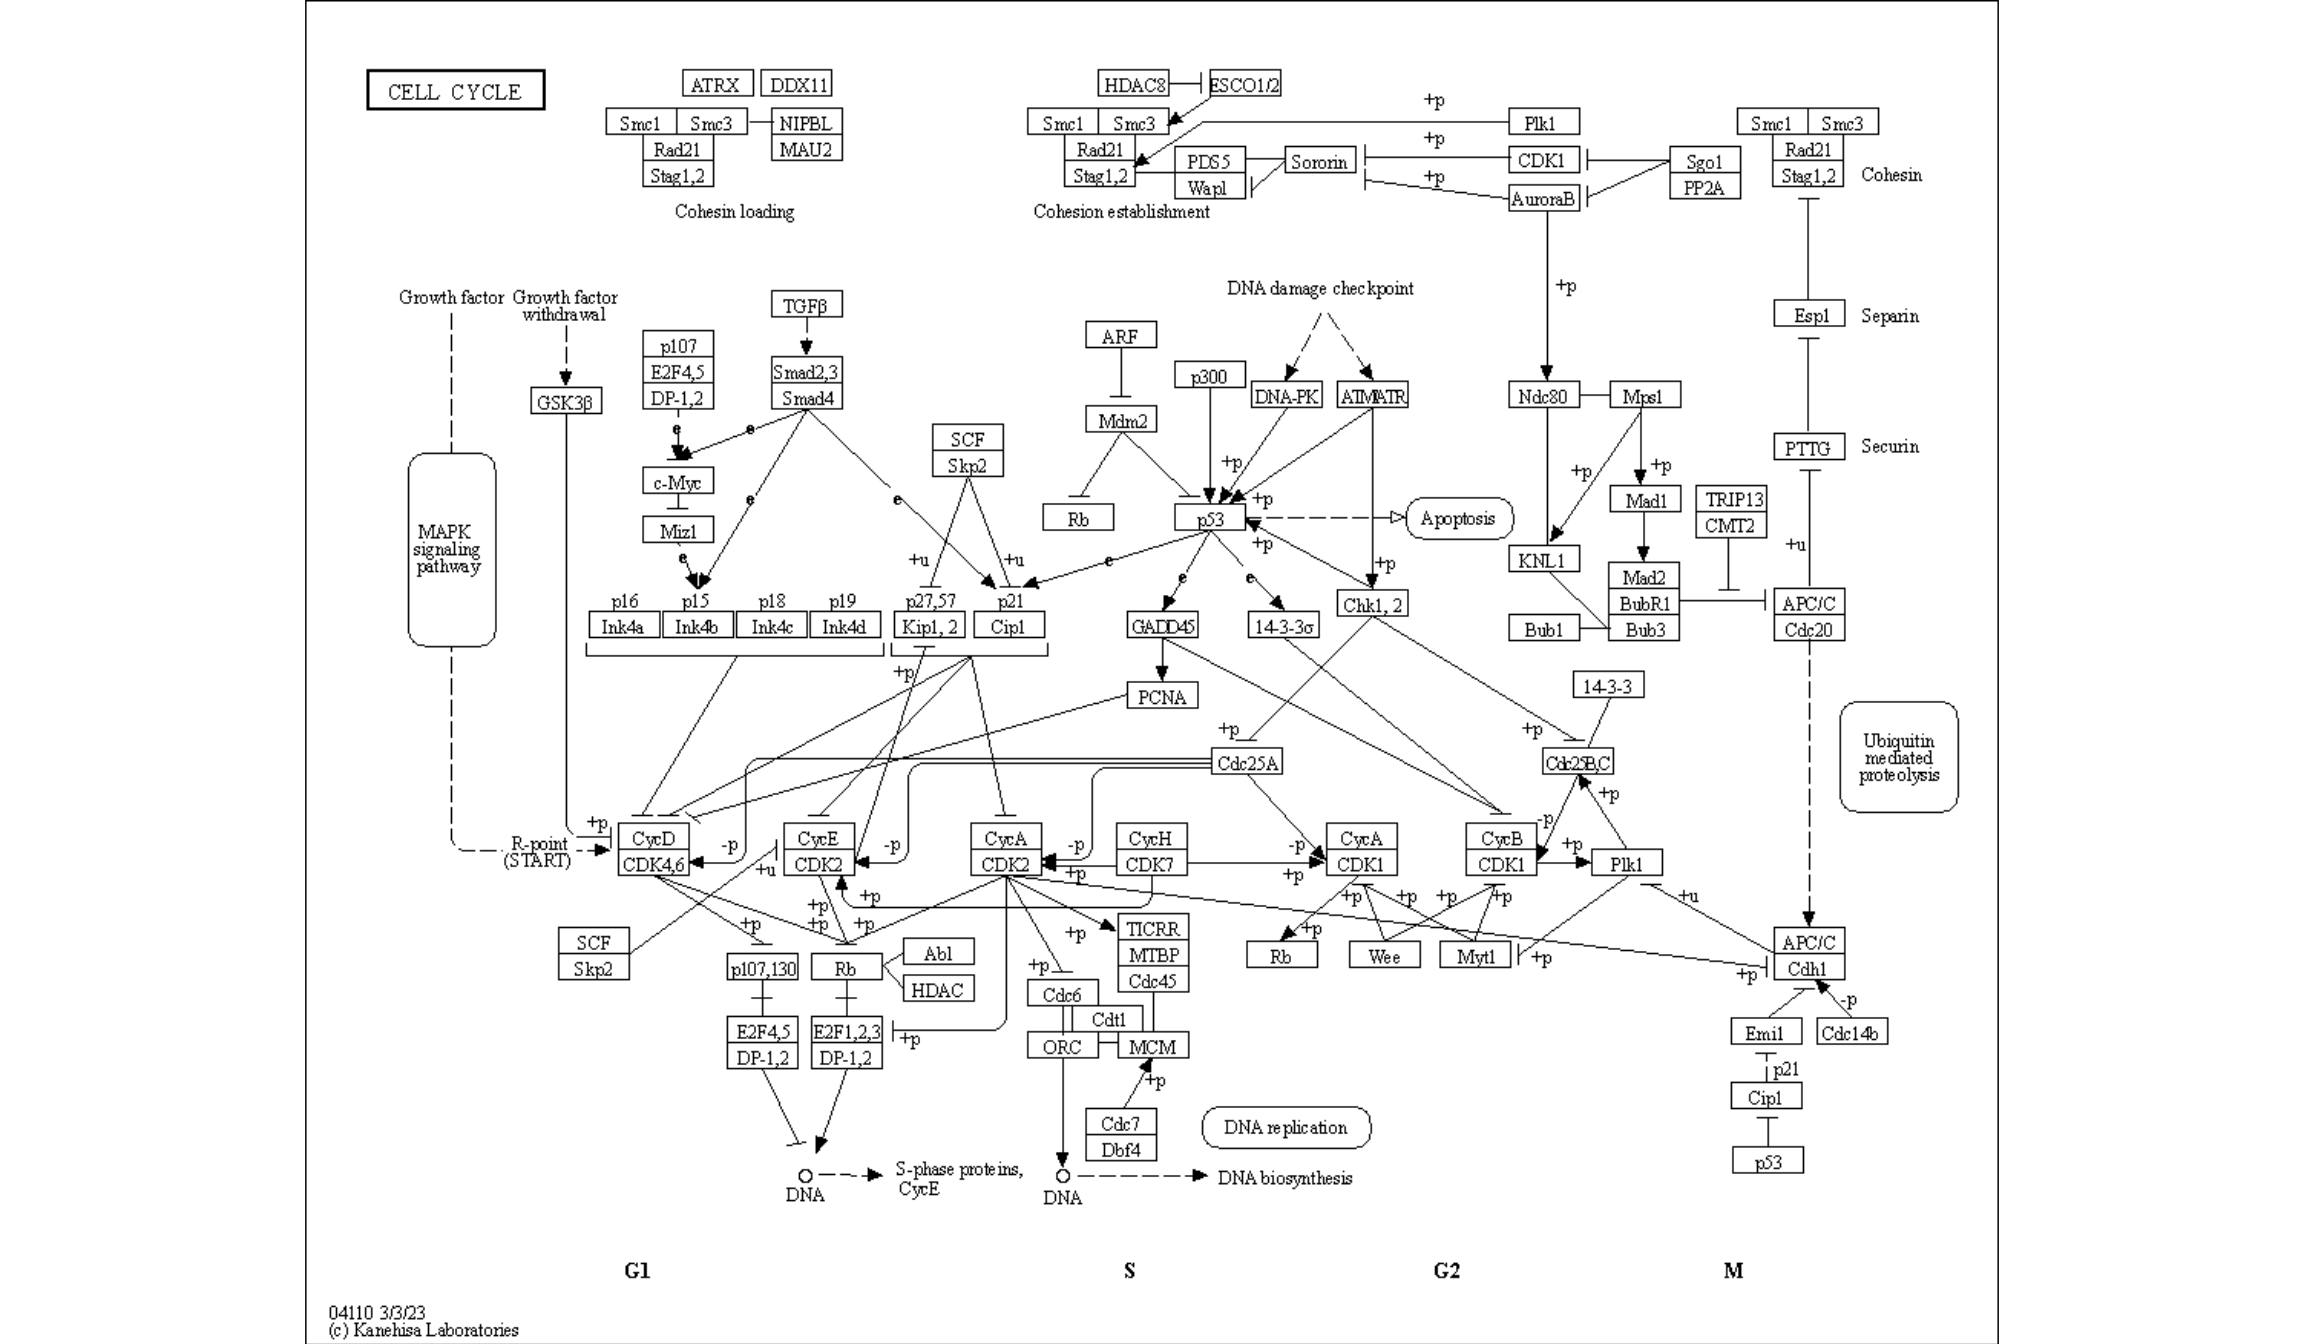 CELL CYCLE
ATRX
DDX11
Smc1
Smc3
NIPBL
MAU2
Rad21
Stag1,2
Cohesin loading
HDAC8
ESCO1/2
Smc1
Smc3
Rad21
Stag1,2
PDS5
Wapl
Sororin
+p
+p
+p
Plk1
CDK1
AuroraB
Sgo1
PP2A
Cohesion establishment
Smc1
Smc3
Rad21
Stag1,2
Cohesin
Growth factor
Growth factor
withdrawal
TGFβ
p107
E2F4,5
DP-1,2
Smad2,3
Smad4
GSK3β
e
e
e
e
c-Myc
Miz1
e
SCF
Skp2
+u
+u
MAPK
signaling
pathway
ARF
Mdm2
Rb
p300
DNA damage checkpoint
DNA-PK
ATMATR
+p
+p
p53
+p
+p
Apoptosis
e
e
e
+p
Ndc80
Mps1
+p
+p
Mad1
TRIP13
CMT2
KNL1
Mad2
BubR1
Bub3
Bub1
Esp1
Separin
PTTG
Securin
+u
APC/C
Cdc20
p16
Ink4a
p15
Ink4b
p18
Ink4c
p19
Ink4d
p27,57
Kip1, 2
p21
Cip1
GADD45
14-3-3σ
Chk1, 2
PCNA
+p
+p
+p
14-3-3
Cdc25A
Cdc25B,C
Ubiquitin
mediated
proteolysis
R-point
(START)
+p
CycD
CDK4,6
-p
+u
CycE
CDK2
-p
CycA
CDK2
-p
+p
CycH
CDK7
-p
+p
CycA
CDK1
CycB
CDK1
-p
+p
+p
Plk1
+p
+p
+p
+p
+p
+p
+p
+p
+p
+p
+u
SCF
Skp2
p107,130
Rb
Abl
HDAC
E2F4,5
DP-1,2
E2F1,2,3
DP-1,2
+p
+p
+p
TICRR
MTBP
Cdc45
Cdc6
Cdt1
ORC
MCM
+p
Cdc7
Dbf4
Rb
Wee
Myt1
+p
+p
APC/C
Cdh1
-p
Emi1
Cdc14b
p21
Cip1
p53
DNA replication
DNA
S-phase proteins,
CycE
DNA
DNA biosynthesis
G1
S
G2
M
04110 3/3/23
(c) Kanehisa Laboratories